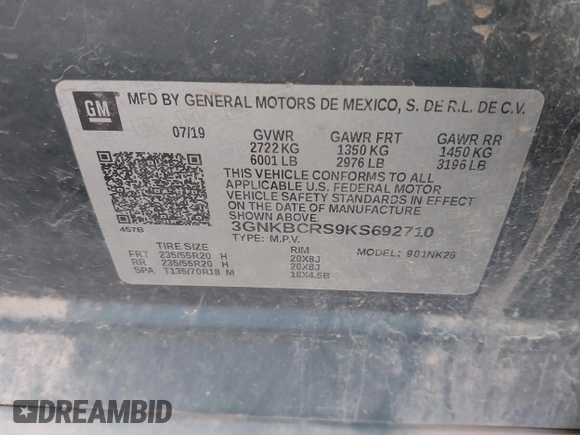 GM
MFD BY GENERAL MOTORS DE MEXICO, S. DE R.L. DE C.V.
07/19 GVWR GAWR FRT GAWR RR
2722 KG 1350 KG 1450 KG
6001 LB 2976 LB 3196 LB
THIS VEHICLE CONFORMS TO ALL
APPLICABLE U.S. FEDERAL MOTOR
VEHICLE SAFETY STANDARDS IN EFFECT
ON THE DATE OF MANUFACTURE
SHOWN ABOVE.
457B
3GNKBCRS9KS692710
TYPE: M.P.V. MODEL: 901NK26
TIRE SIZE RIM
FRT 235/55R20 H 20X8J
RR 235/55R20 H 20X8J
SPA T135/70R18 M 18X4.5B
DREAMBID